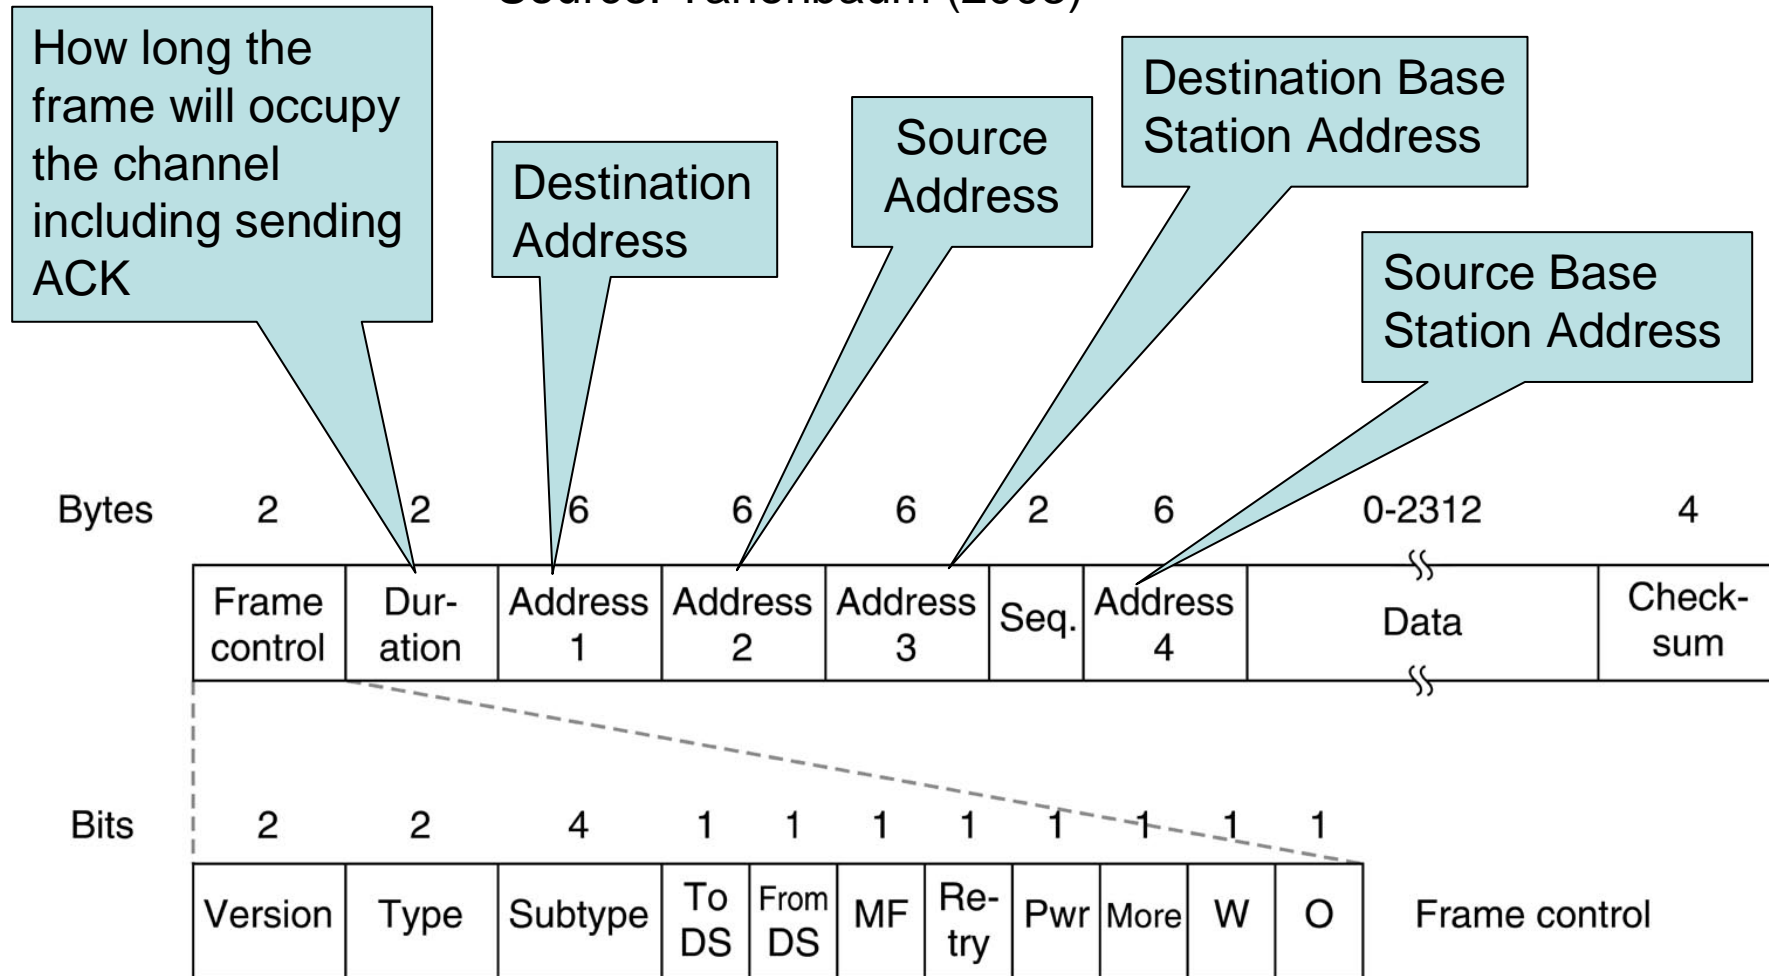 How long the
frame will occupy
the channel
including sending
ACK
Destination
Address
Source
Address
Destination Base
Station Address
Source Base
Station Address
Bytes 2 2 6 6 6 2 6 0-2312 4
Frame control
Dur-ation
Address 1
Address 2
Address 3
Seq.
Address 4
Data
Check-sum
Bits 2 2 4 1 1 1 1 1 1 1 1
Version
Type
Subtype
To DS
From DS
MF
Re-try
Pwr
More
W
O
Frame control